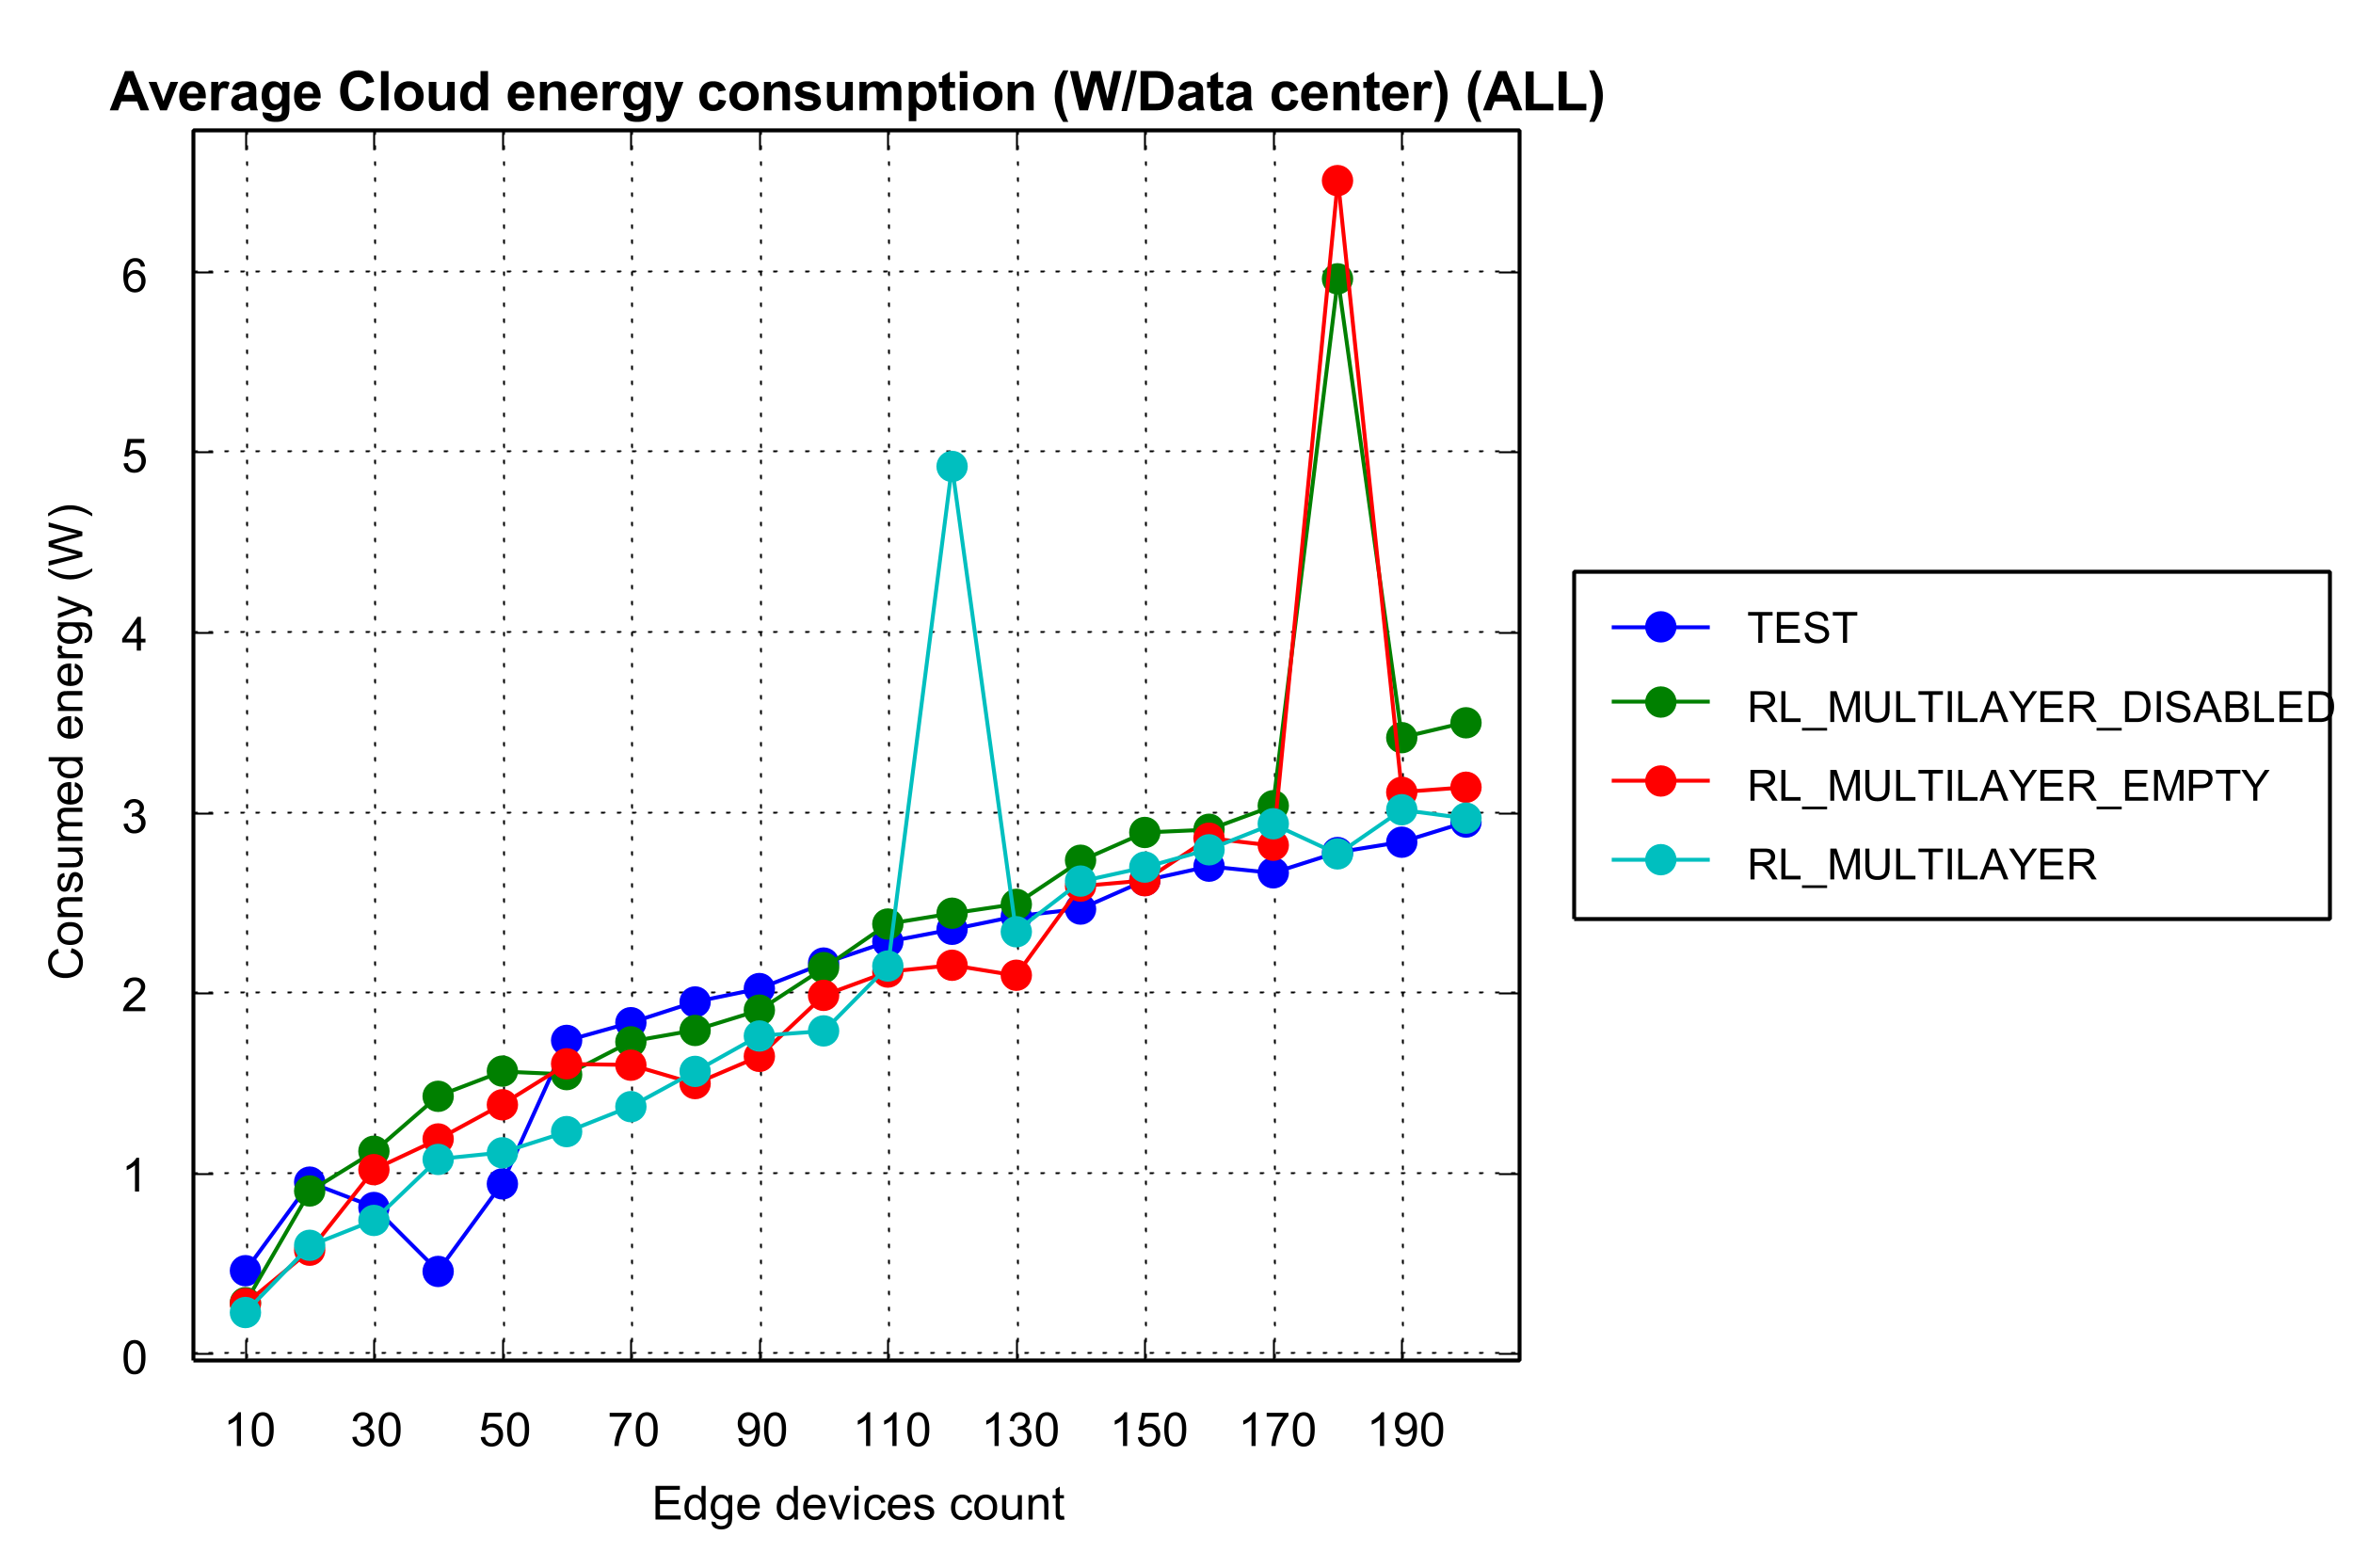 Average Cloud energy consumption (W/Data center) (ALL)
Consumed energy (W)
6
5
4
3
2
1
0
10 30 50 70 90 110 130 150 170 190
Edge devices count
TEST
RL_MULTILAYER_DISABLED
RL_MULTILAYER_EMPTY
RL_MULTILAYER